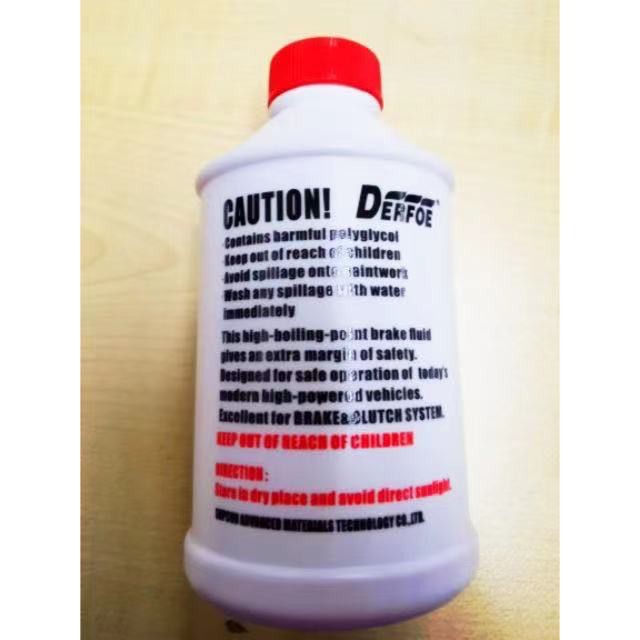 CAUTION! DERFOE
·Contains harmful polyglycol
·Keep out of reach of children
·Avoid spillage onto paintwork
·Wash any spillage with water
immediately
This high-boiling-point brake fluid
gives an extra margin of safety.
Designed for safe operation of today's
modern high-powered vehicles.
Excellent for BRAKE&CLUTCH SYSTEM.
KEEP OUT OF REACH OF CHILDREN
DIRECTION:
Store in dry place and avoid direct sunlight.
ADVANCED MATERIALS TECHNOLOGY CO.,LTD.